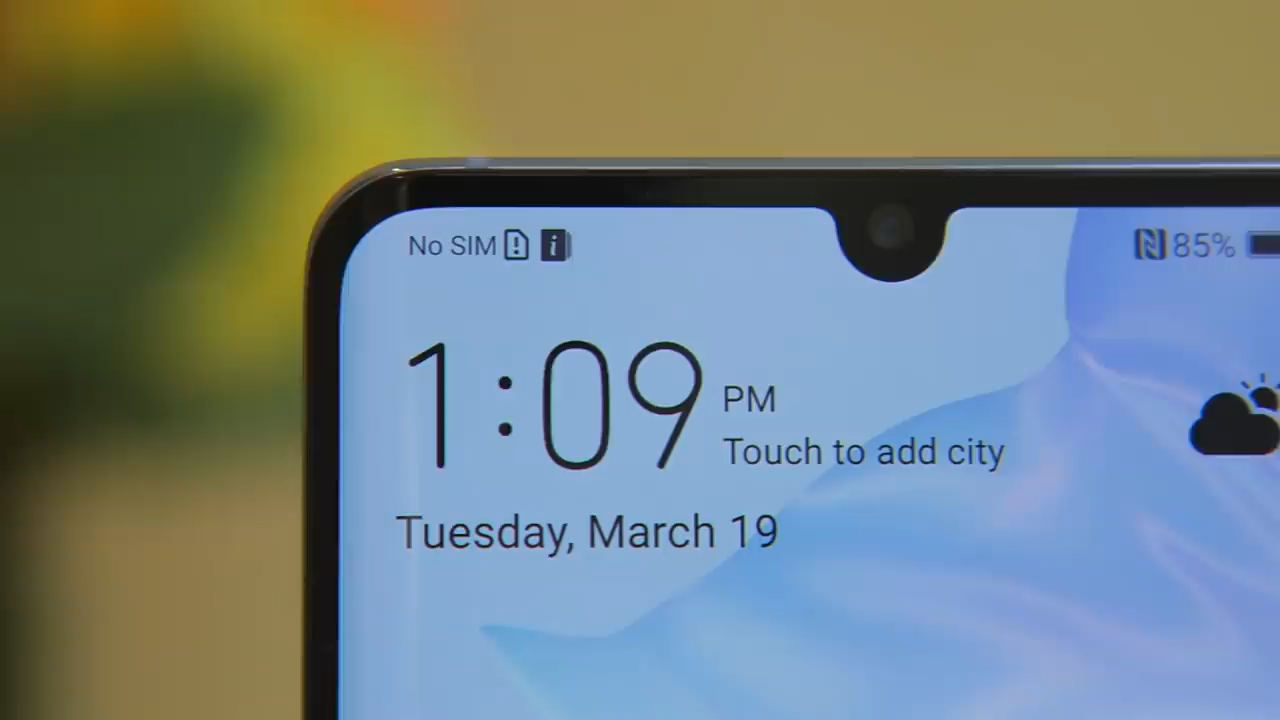 No SIM
85%
1:09 PM
Touch to add city
Tuesday, March 19